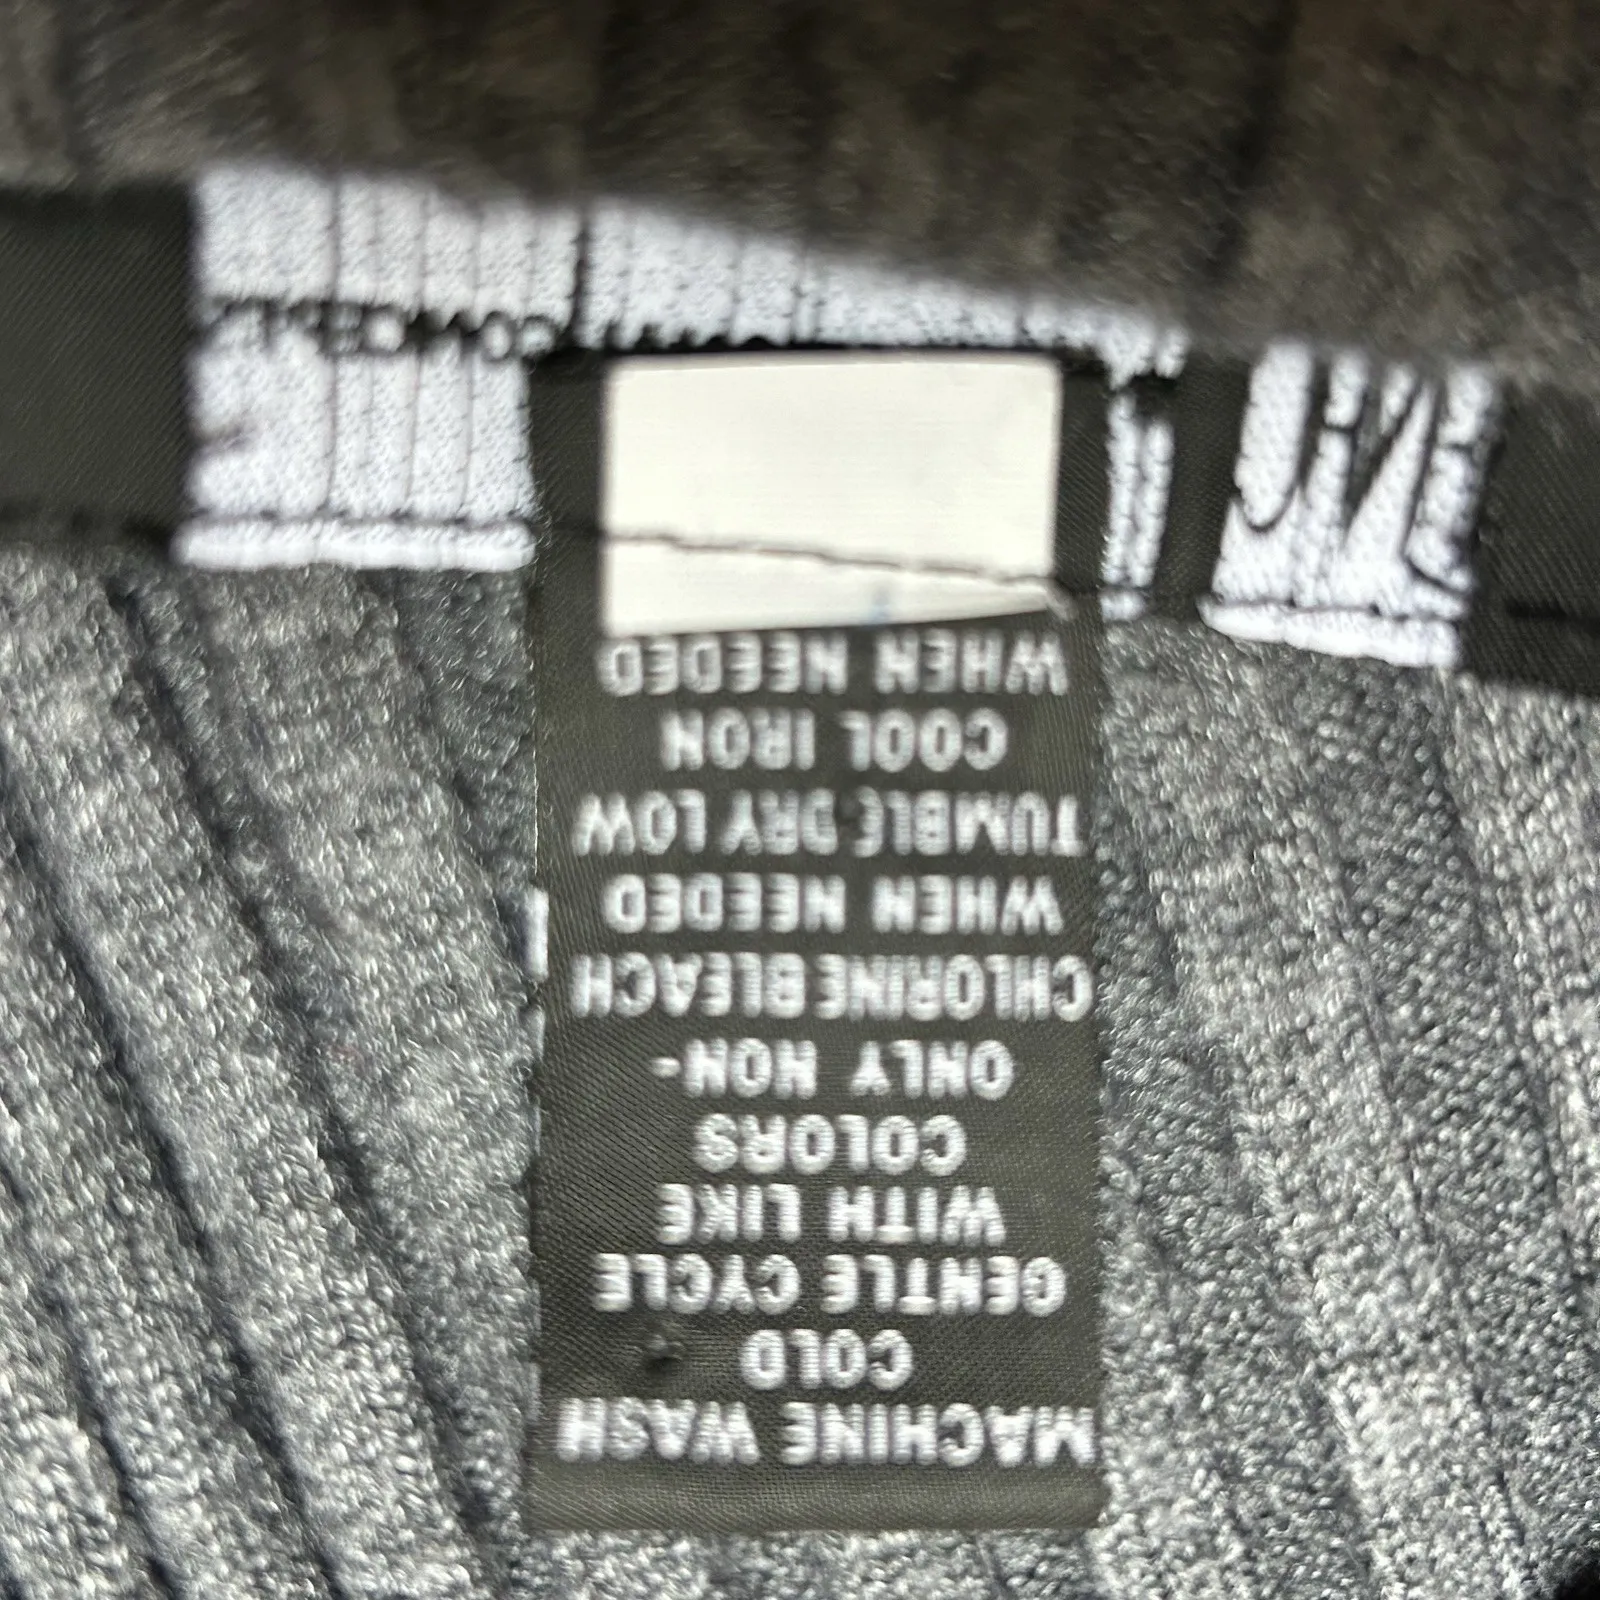 MACHINE WASH
COLD
GENTLE CYCLE
WITH LIKE
COLORS
ONLY NON-
CHLORINE BLEACH
WHEN NEEDED
TUMBLE DRY LOW
COOL IRON
WHEN NEEDED